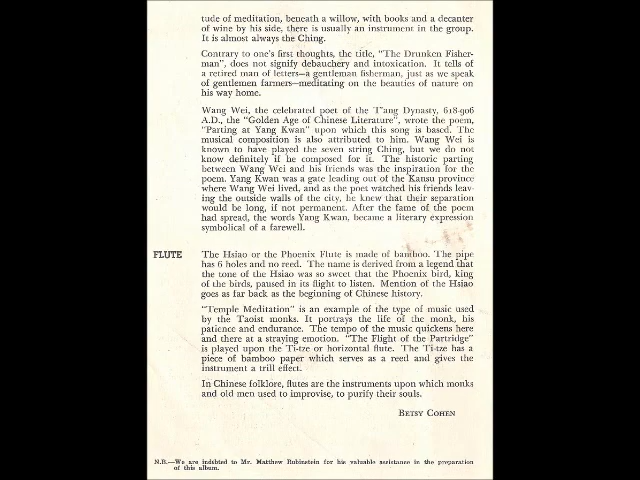 tude of meditation, beneath a willow, with books and a decanter
of wine by his side, there is usually an instrument in the group.
It is almost always the Ching.
Contrary to one's first thoughts, the title, "The Drunken Fisher-
man", does not signify debauchery and intoxication. It tells of
a retired man of letters—a gentleman fisherman, just as we speak
of gentlemen farmers—meditating on the beauties of nature on
his way home.
Wang Wei, the celebrated poet of the T'ang Dynasty, 618-906
A.D., the "Golden Age of Chinese Literature", wrote the poem,
"Parting at Yang Kwan" upon which this song is based. The
musical composition is also attributed to him. Wang Wei is
known to have played the seven string Ching, but we do not
know definitely if he composed for it. The historic parting
between Wang Wei and his friends was the inspiration for the
poem. Yang Kwan was a gate leading out of the Kansu province
where Wang Wei lived, and as the poet watched his friends leav-
ing the outside walls of the city, he knew that their separation
would be long, if not permanent. After the fame of the poem
had spread, the words Yang Kwan, became a literary expression
symbolical of a farewell.
FLUTE The Hsiao or the Phoenix Flute is made of bamboo. The pipe
has 6 holes and no reed. The name is derived from a legend that
the tone of the Hsiao was so sweet that the Phoenix bird, king
of the birds, paused in its flight to listen. Mention of the Hsiao
goes as far back as the beginning of Chinese history.
"Temple Meditation" is an example of the type of music used
by the Taoist monks. It portrays the life of the monk, his
patience and endurance. The tempo of the music quickens here
and there at a straying emotion. "The Flight of the Partridge"
is played upon the Ti-tze or horizontal flute. The Ti-tze has a
piece of bamboo paper which serves as a reed and gives the
instrument a trill effect.
In Chinese folklore, flutes are the instruments upon which monks
and old men used to improvise, to purify their souls.
BETSY COHEN
N.B.—We are indebted to Mr. Matthew Rubinstein for his valuable assistance in the preparation
of this album.